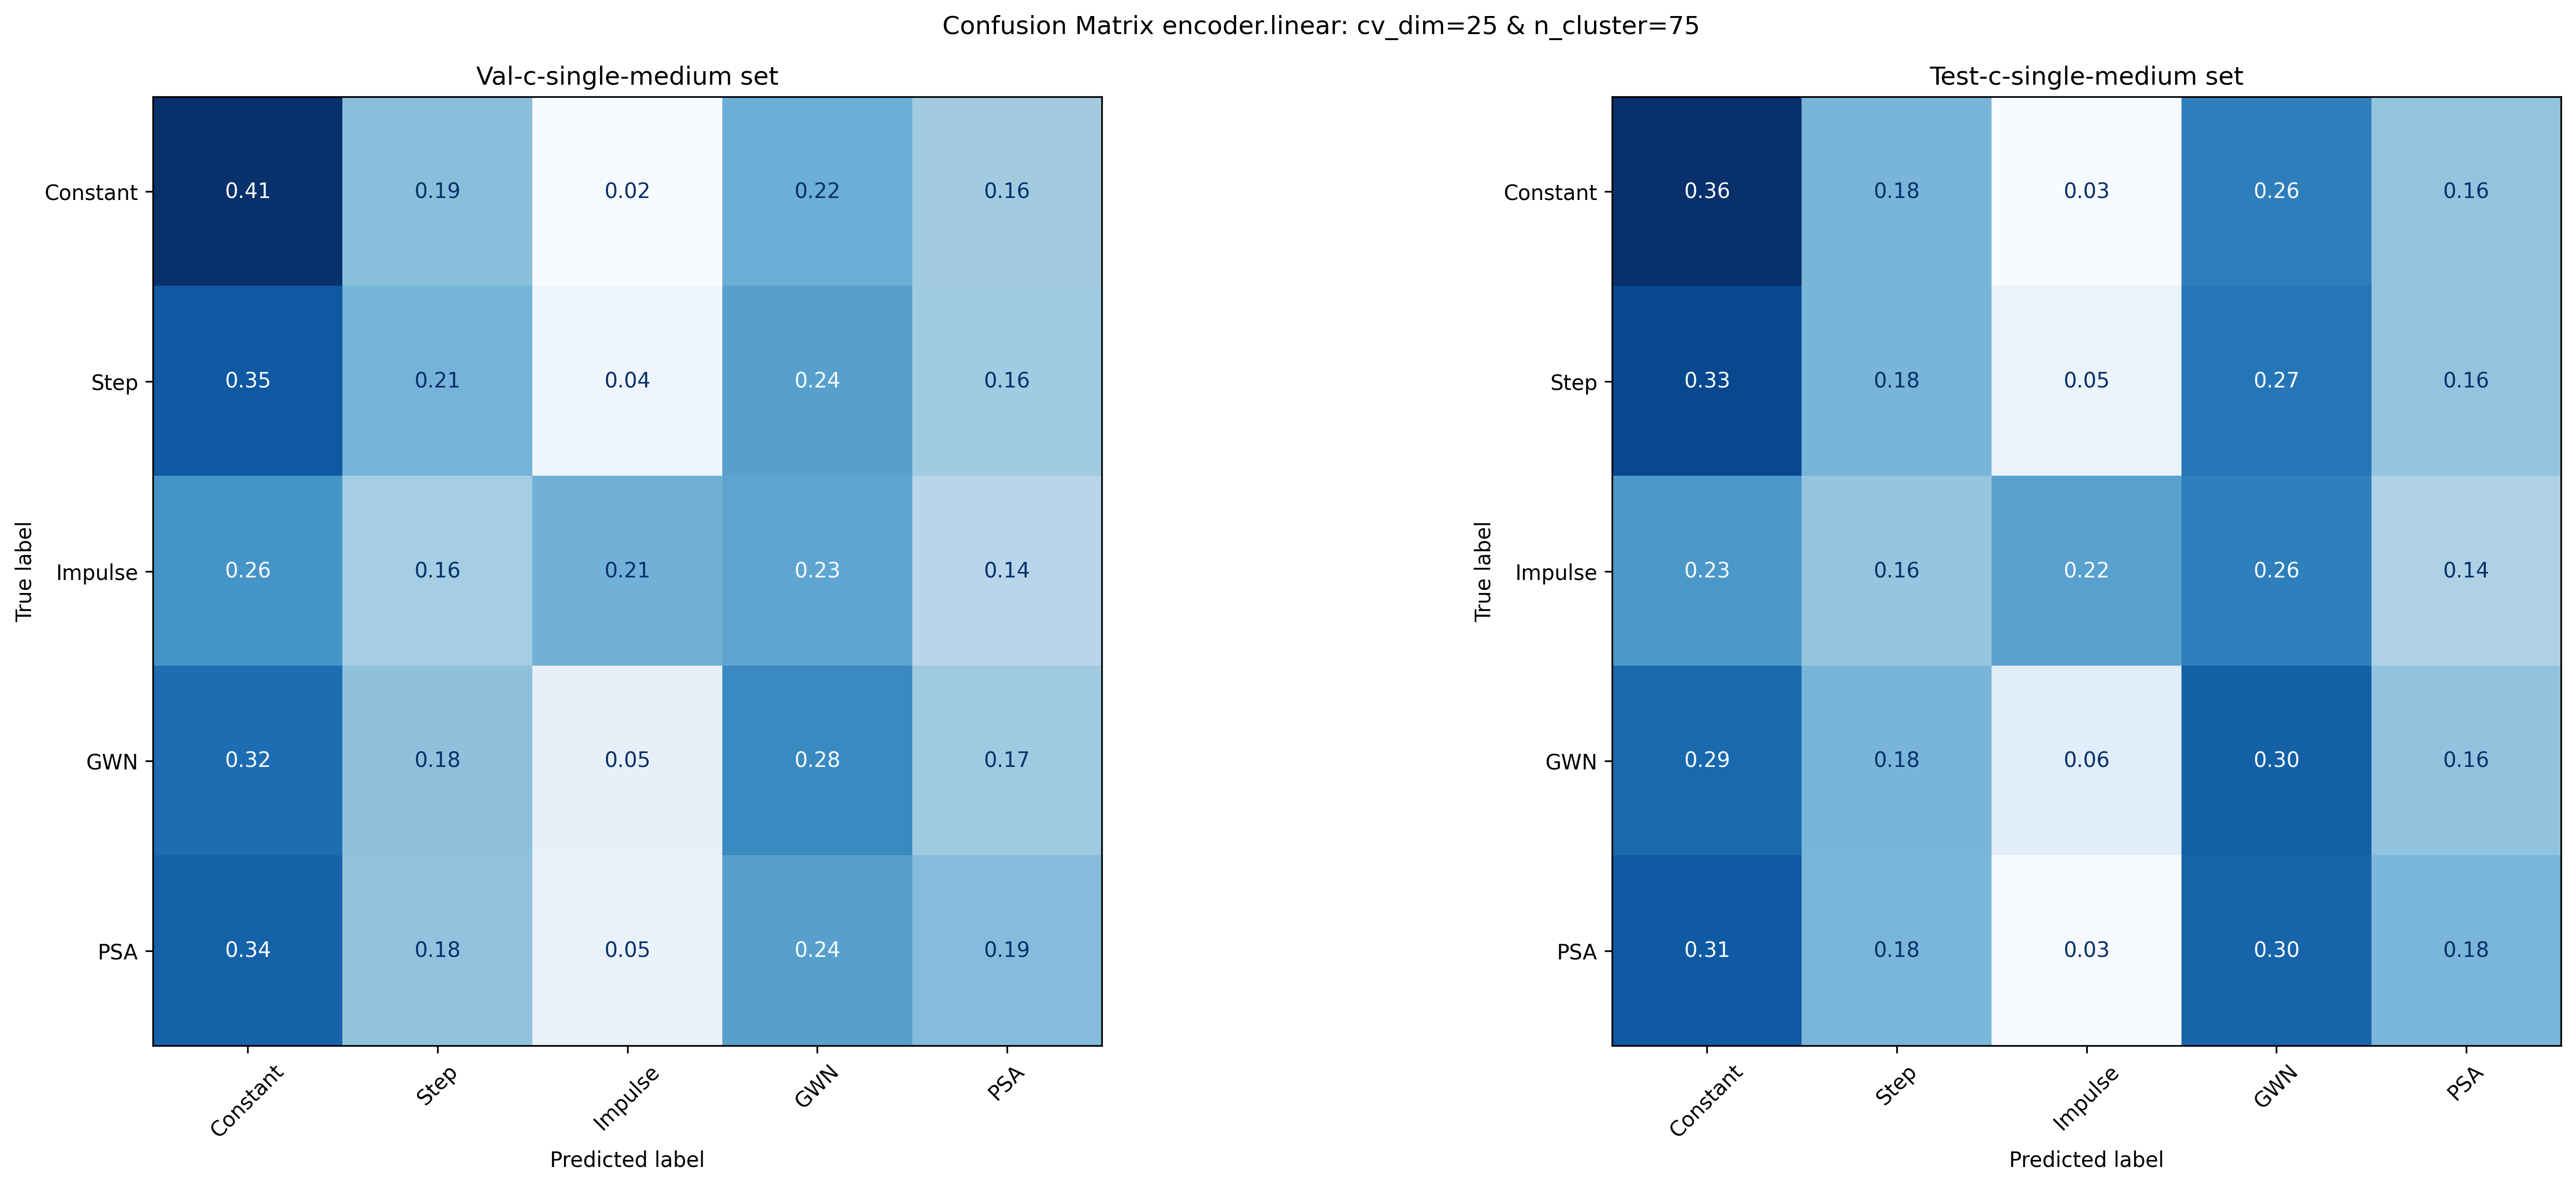 Confusion Matrix encoder.linear: cv_dim=25 & n_cluster=75
Val-c-single-medium set
True label
Constant 0.41 0.19 0.02 0.22 0.16
Step 0.35 0.21 0.04 0.24 0.16
Impulse 0.26 0.16 0.21 0.23 0.14
GWN 0.32 0.18 0.05 0.28 0.17
PSA 0.34 0.18 0.05 0.24 0.19
Constant Step Impulse GWN PSA
Predicted label
Test-c-single-medium set
True label
Constant 0.36 0.18 0.03 0.26 0.16
Step 0.33 0.18 0.05 0.27 0.16
Impulse 0.23 0.16 0.22 0.26 0.14
GWN 0.29 0.18 0.06 0.30 0.16
PSA 0.31 0.18 0.03 0.30 0.18
Constant Step Impulse GWN PSA
Predicted label